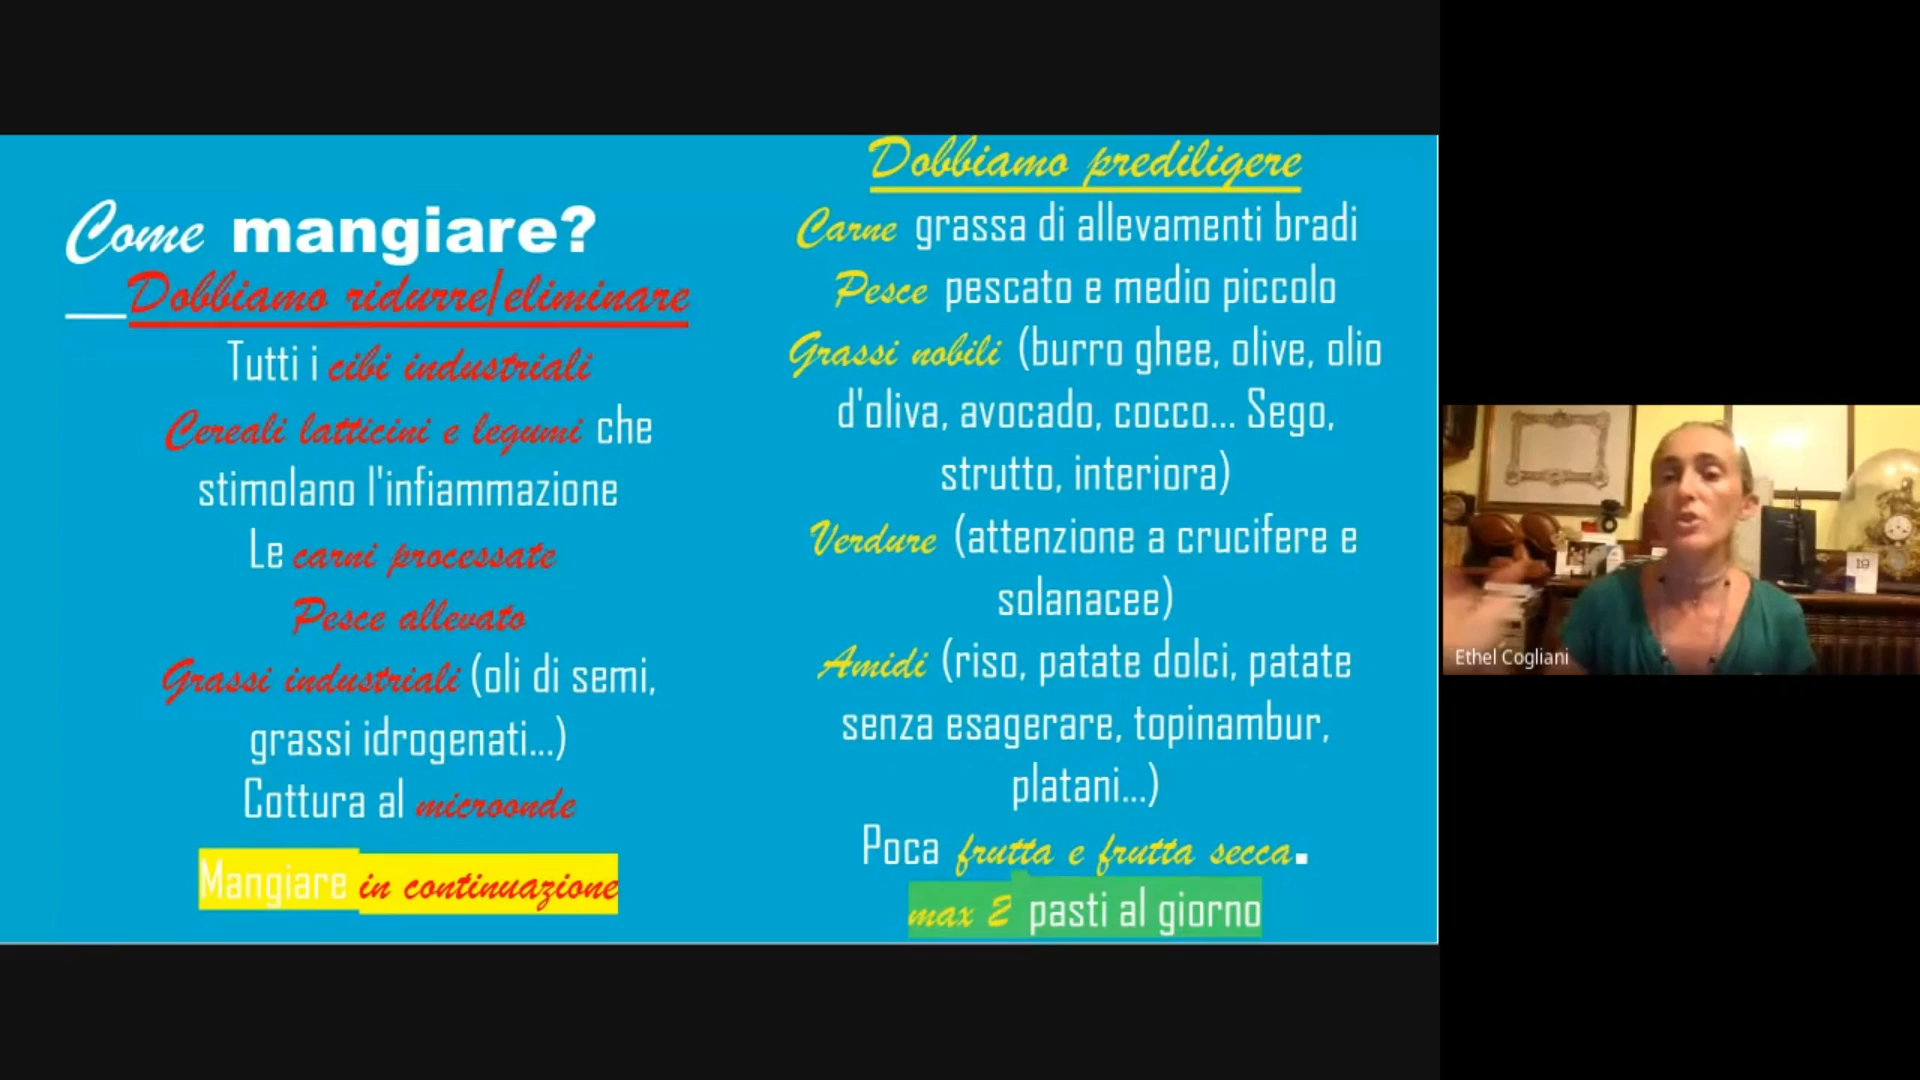 Come mangiare?
__Dobbiamo ridurre/eliminare
Tutti i cibi industriali
Cereali latticini e legumi che
stimolano l'infiammazione
Le carni processate
Pesce allevato
Grassi industriali (oli di semi,
grassi idrogenati...)
Cottura al microonde
Mangiare in continuazione
Dobbiamo prediligere
Carne grassa di allevamenti bradi
Pesce pescato e medio piccolo
Grassi nobili (burro ghee, olive, olio
d'oliva, avocado, cocco... Sego,
strutto, interiora)
Verdure (attenzione a crucifere e
solanacee)
Amidi (riso, patate dolci, patate
senza esagerare, topinambur,
platani...)
Poca frutta e frutta secca.
max 2 pasti al giorno
19
Ethel Cogliani